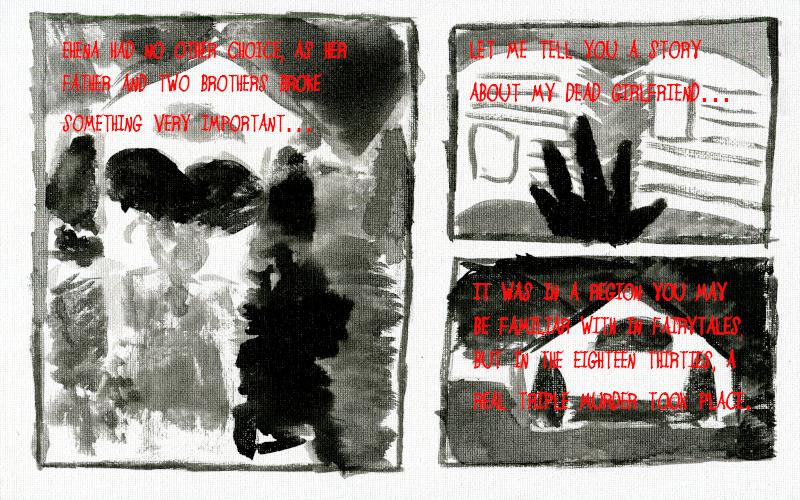 EHENA HAD NO OTHER CHOICE, AS HER
FATHER AND TWO BROTHERS BROKE
SOMETHING VERY IMPORTANT...
LET ME TELL YOU A STORY
ABOUT MY DEAD GIRLFRIEND...
IT WAS IN A REGION YOU MAY
BE FAMILIAR WITH IN FAIRYTALES
BUT IN THE EIGHTEEN THIRTIES, A
REAL TRIPLE MURDER TOOK PLACE.